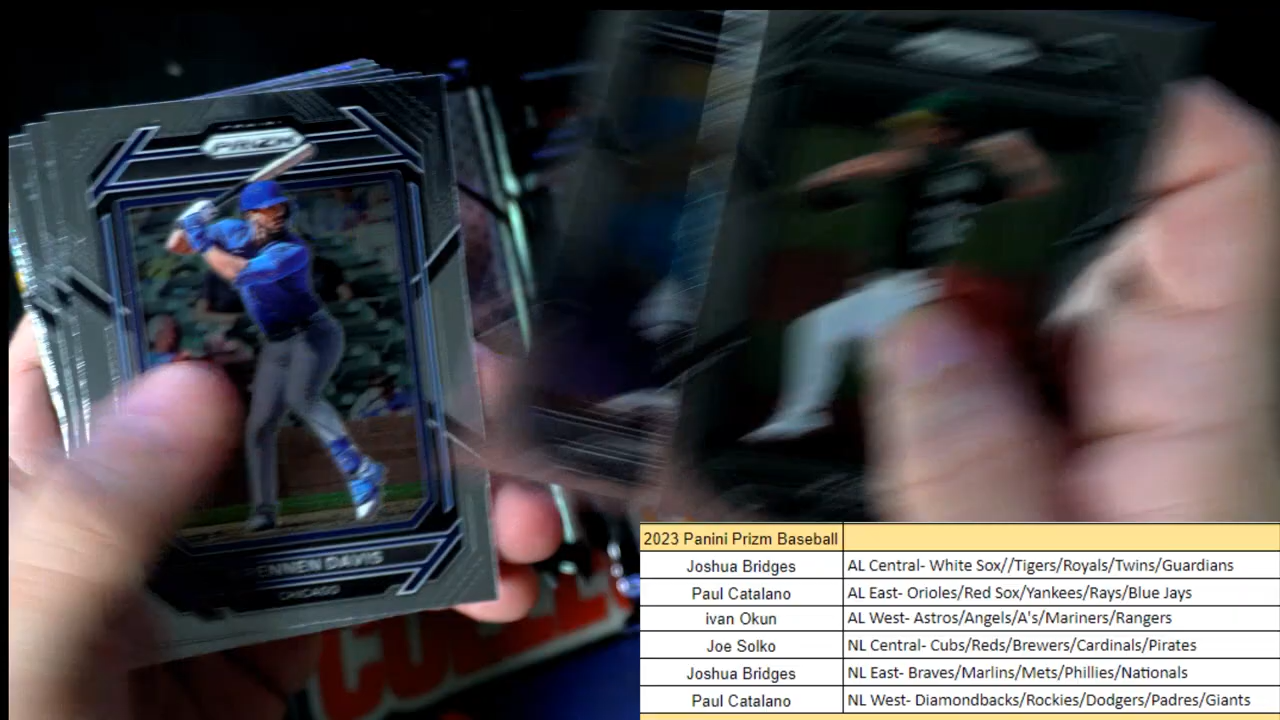 PRIZM
ENNEN DAVIS
CHICAGO
2023 Panini Prizm Baseball
Joshua Bridges AL Central- White Sox//Tigers/Royals/Twins/Guardians
Paul Catalano AL East- Orioles/Red Sox/Yankees/Rays/Blue Jays
ivan Okun AL West- Astros/Angels/A's/Mariners/Rangers
Joe Solko NL Central- Cubs/Reds/Brewers/Cardinals/Pirates
Joshua Bridges NL East- Braves/Marlins/Mets/Phillies/Nationals
Paul Catalano NL West- Diamondbacks/Rockies/Dodgers/Padres/Giants